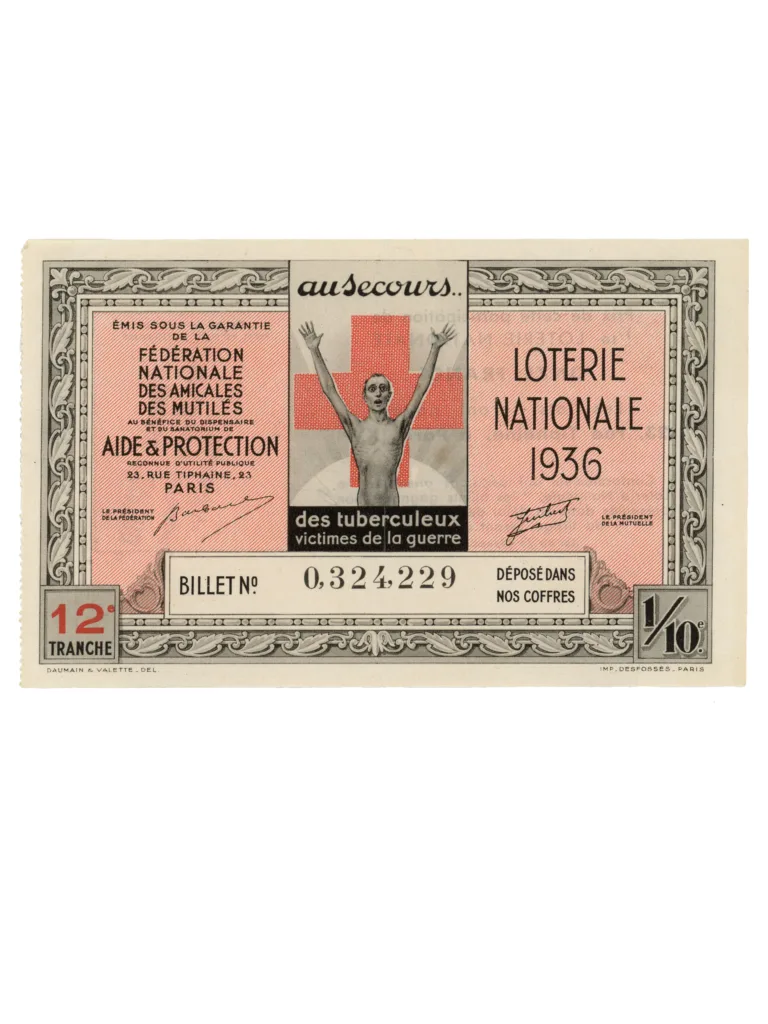 au secours..
ÉMIS SOUS LA GARANTIE
DE LA
FÉDÉRATION
NATIONALE
DES AMICALES
DES MUTILÉS
AU BÉNÉFICE DU DISPENSAIRE
ET DU SANATORIUM DE
AIDE & PROTECTION
RECONNUE D'UTILITÉ PUBLIQUE
23, RUE TIPHAINE, 23
PARIS
LE PRÉSIDENT
DE LA FÉDÉRATION
LOTERIE
NATIONALE
1936
LE PRÉSIDENT
DE LA MUTUELLE
des tuberculeux
victimes de la guerre
BILLET Nº 0,324,229
DÉPOSÉ DANS
NOS COFFRES
12e
TRANCHE
1/10e.
DAUMAIN & VALETTE _ DEL
IMP. DESFOSSÉS _ PARIS